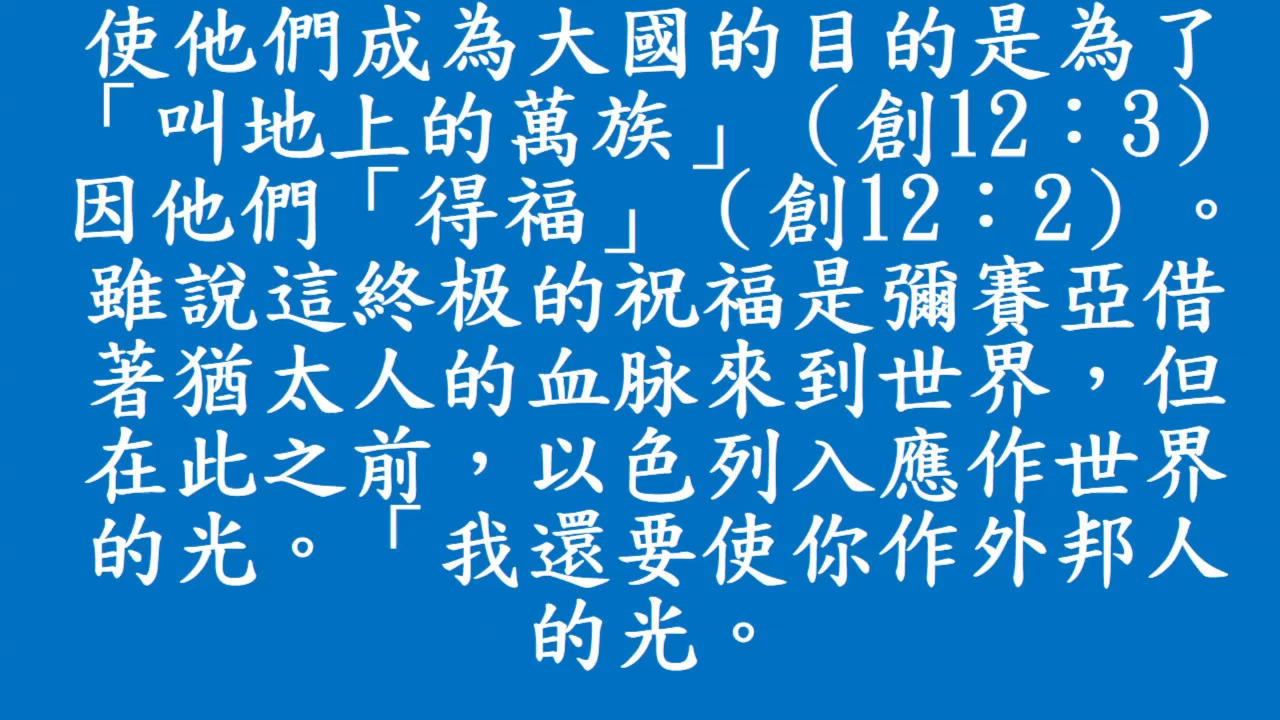 使他們成為大國的目的是為了
「叫地上的萬族」（創12：3）
因他們「得福」（創12：2）。
雖說這終极的祝福是彌賽亞借
著猶太人的血脉來到世界，但
在此之前，以色列入應作世界
的光。「我還要使你作外邦人
的光。